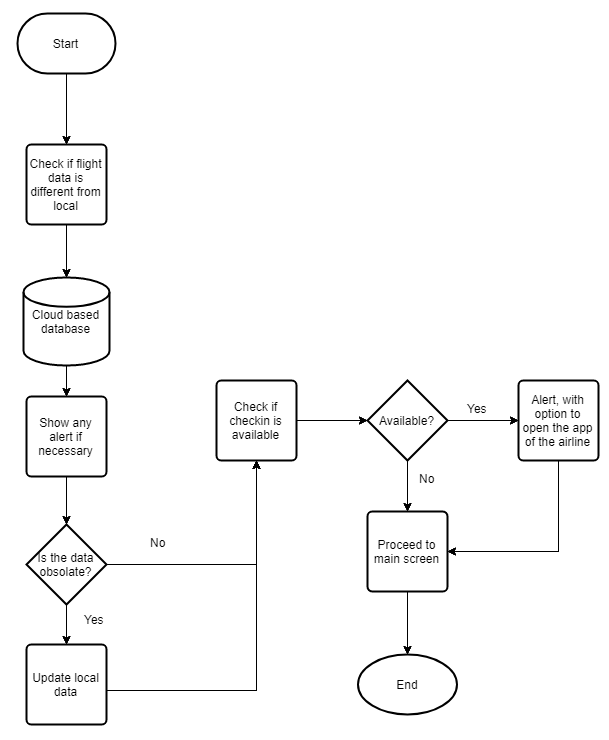 Start
Check if flight
data is
different from
local
Cloud based
database
Show any
alert if
necessary
Is the data
obsolate?
No
Yes
Update local
data
Check if
checkin is
available
Available?
Yes
Alert, with
option to
open the app
of the airline
No
Proceed to
main screen
End